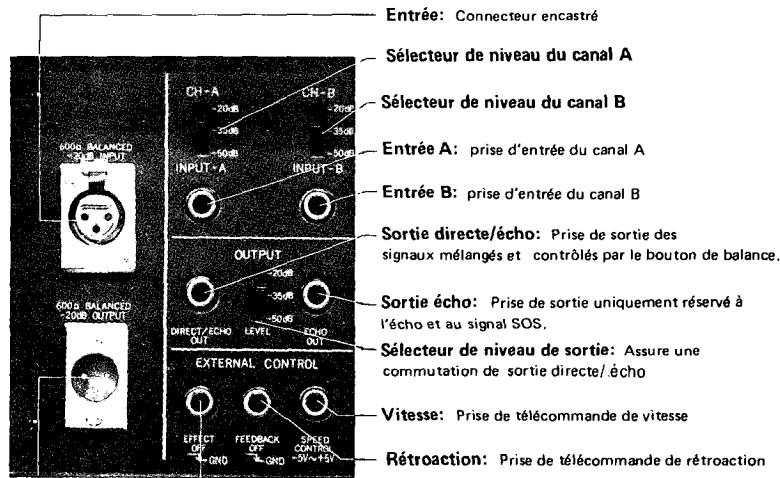 Entrée: Connecteur encastré
Sélecteur de niveau du canal A
Sélecteur de niveau du canal B
Entrée A: prise d'entrée du canal A
Entrée B: prise d'entrée du canal B
Sortie directe/écho: Prise de sortie des
signaux mélangés et contrôlés par le bouton de balance.
Sortie écho: Prise de sortie uniquement réservé à
l'écho et au signal SOS.
Sélecteur de niveau de sortie: Assure une
commutation de sortie directe/.écho
Vitesse: Prise de télécommande de vitesse
Rétroaction: Prise de télécommande de rétroaction
CH-A CH-B
-20dB -20dB
-35dB -35dB
-50dB -50dB
600Ω BALANCED
-20dB INPUT
INPUT-A INPUT-B
OUTPUT
-20dB
-35dB
-50dB
600Ω BALANCED
-20dB OUTPUT
DIRECT/ECHO OUT LEVEL ECHO OUT
EXTERNAL CONTROL
EFFECT OFF FEEDBACK OFF SPEED CONTROL
GND GND -5V~+5V